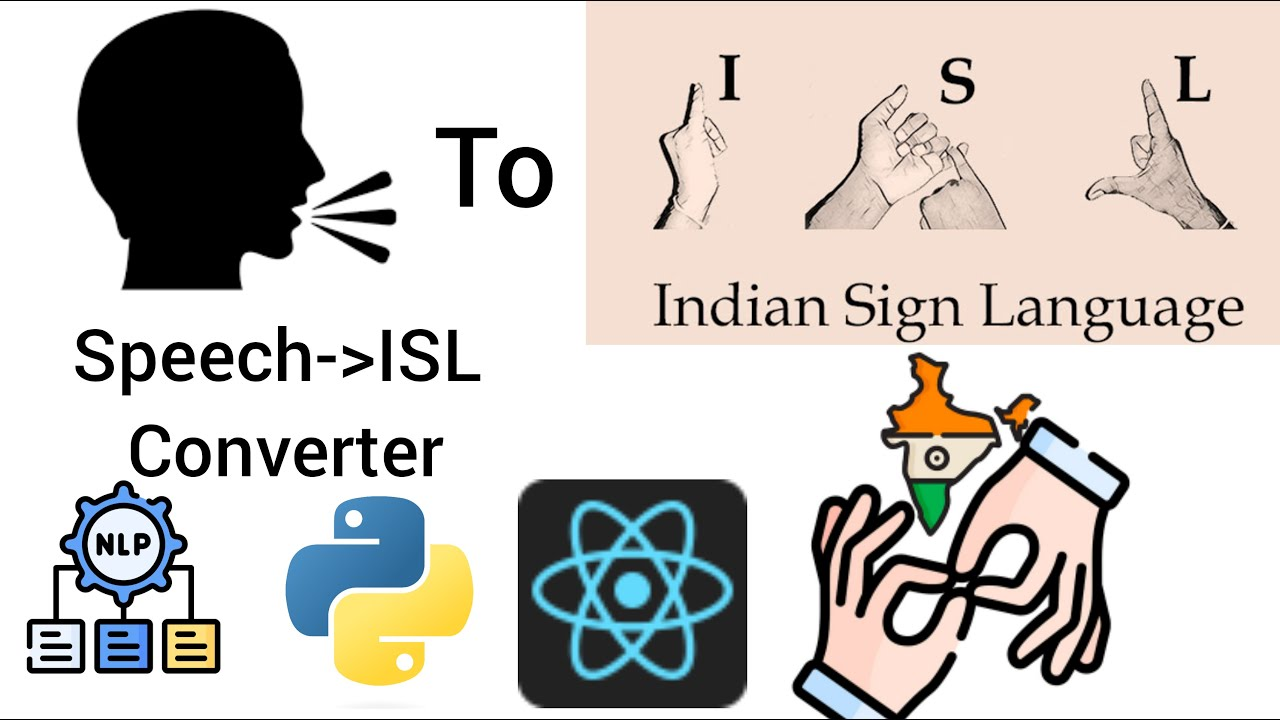 To
I S L
Indian Sign Language
Speech->ISL
Converter
NLP